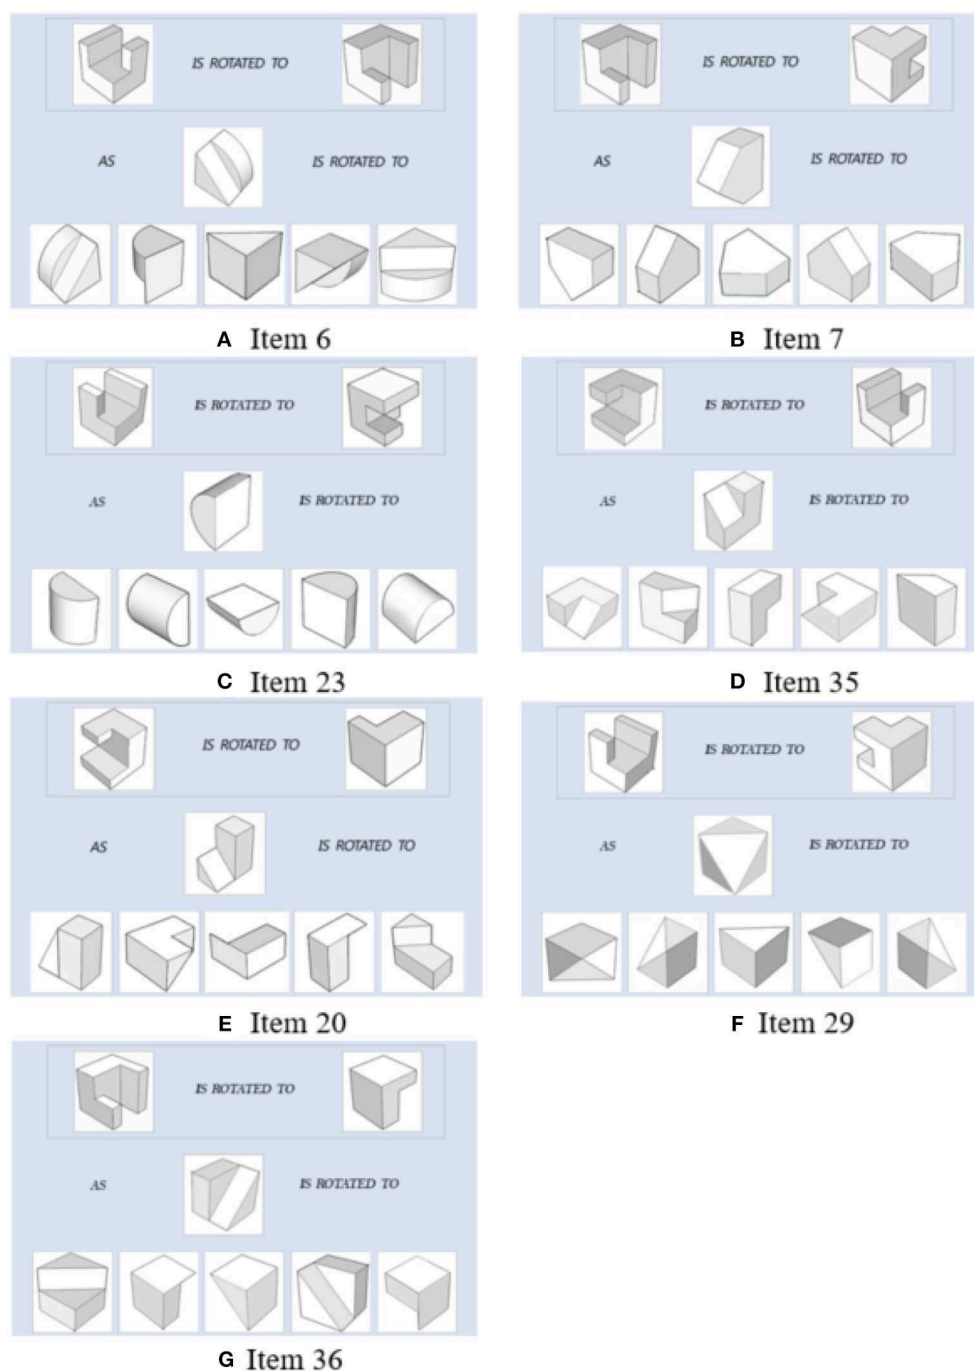 IS ROTATED TO
IS ROTATED TO
AS
IS ROTATED TO
AS
IS ROTATED TO
A Item 6
B Item 7
IS ROTATED TO
IS ROTATED TO
AS
IS ROTATED TO
AS
IS ROTATED TO
C Item 23
D Item 35
IS ROTATED TO
IS ROTATED TO
AS
IS ROTATED TO
AS
IS ROTATED TO
E Item 20
F Item 29
IS ROTATED TO
AS
IS ROTATED TO
G Item 36